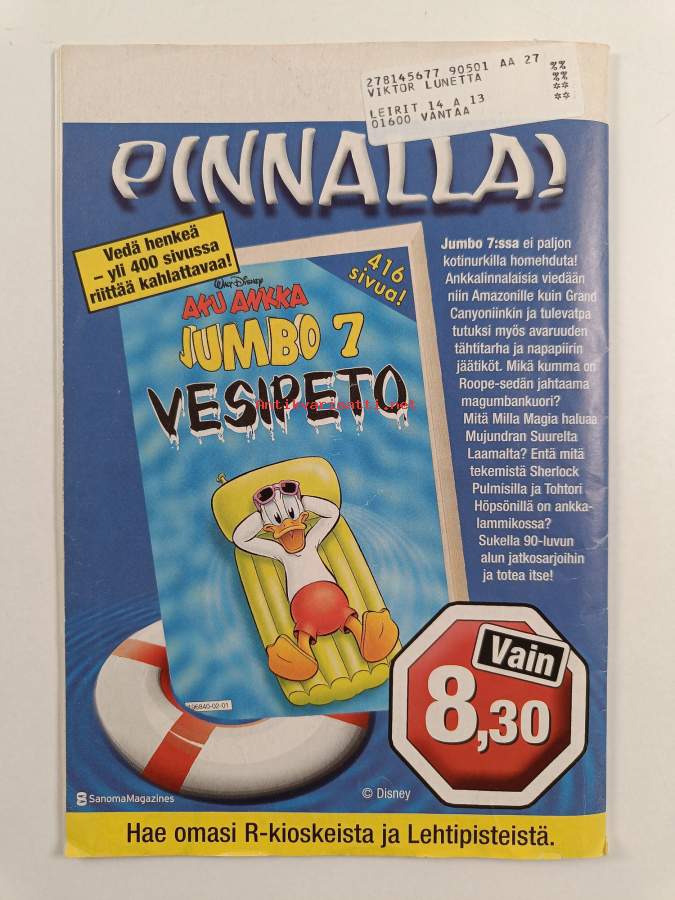 278145677 90501 AA 27 %%
VIKTOR LUNETTA %%
LEIRIT 14 A 13 **
01600 VANTAA **
PINNALLA!
Vedä henkeä
– yli 400 sivussa
riittää kahlattavaa!
416
sivua!
Walt Disney
AKU ANKKA
JUMBO 7
VESIPETO
Antikvariaatti.net
Jumbo 7:ssa ei paljon
kotinurkilla homehduta!
Ankkalinnalaisia viedään
niin Amazonille kuin Grand
Canyoniinkin ja tulevatpa
tutuksi myös avaruuden
tähtitarha ja napapiirin
jäätiköt. Mikä kumma on
Roope-sedän jahtaama
magumbankuori?
Mitä Milla Magia haluaa
Mujundran Suurelta
Laamalta? Entä mitä
tekemistä Sherlock
Pulmisilla ja Tohtori
Höpsönillä on ankka-
lammikossa?
Sukella 90-luvun
alun jatkosarjoihin
ja totea itse!
Vain
8,30
196840-02-01
SanomaMagazines
© Disney
Hae omasi R-kioskeista ja Lehtipisteistä.